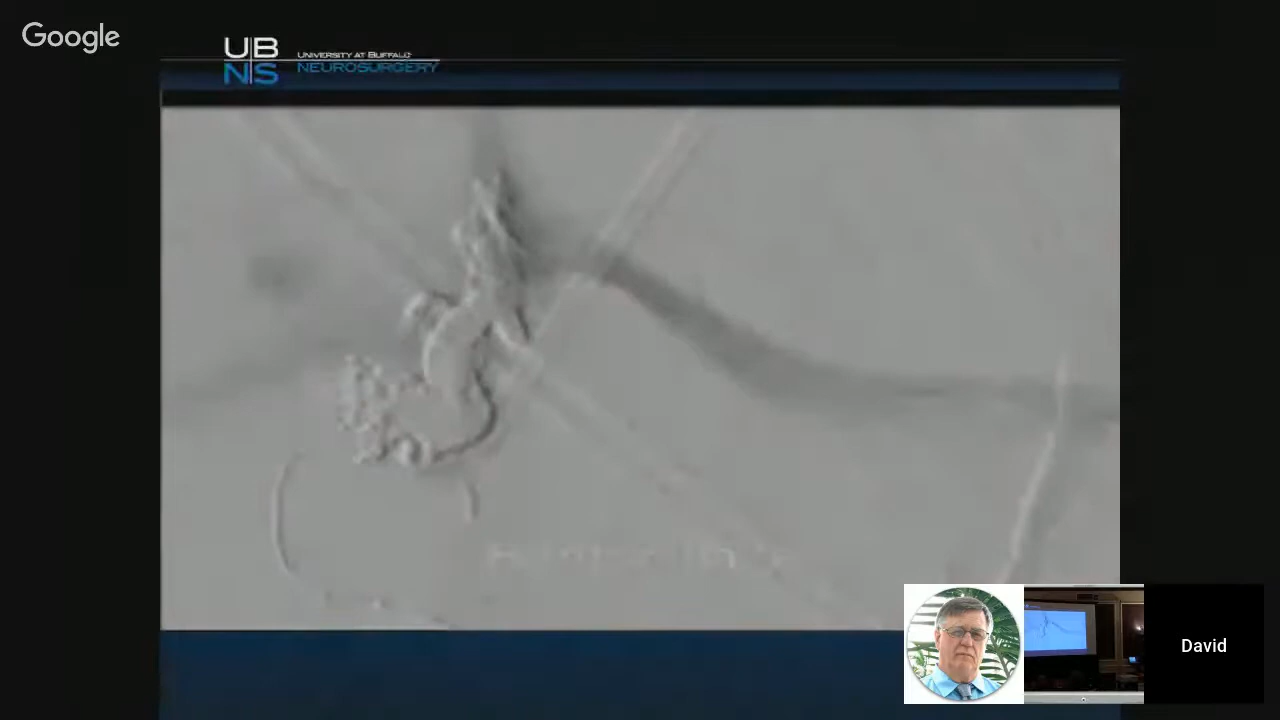 Google
UB
NS
UNIVERSITY AT BUFFALO
NEUROSURGERY
David